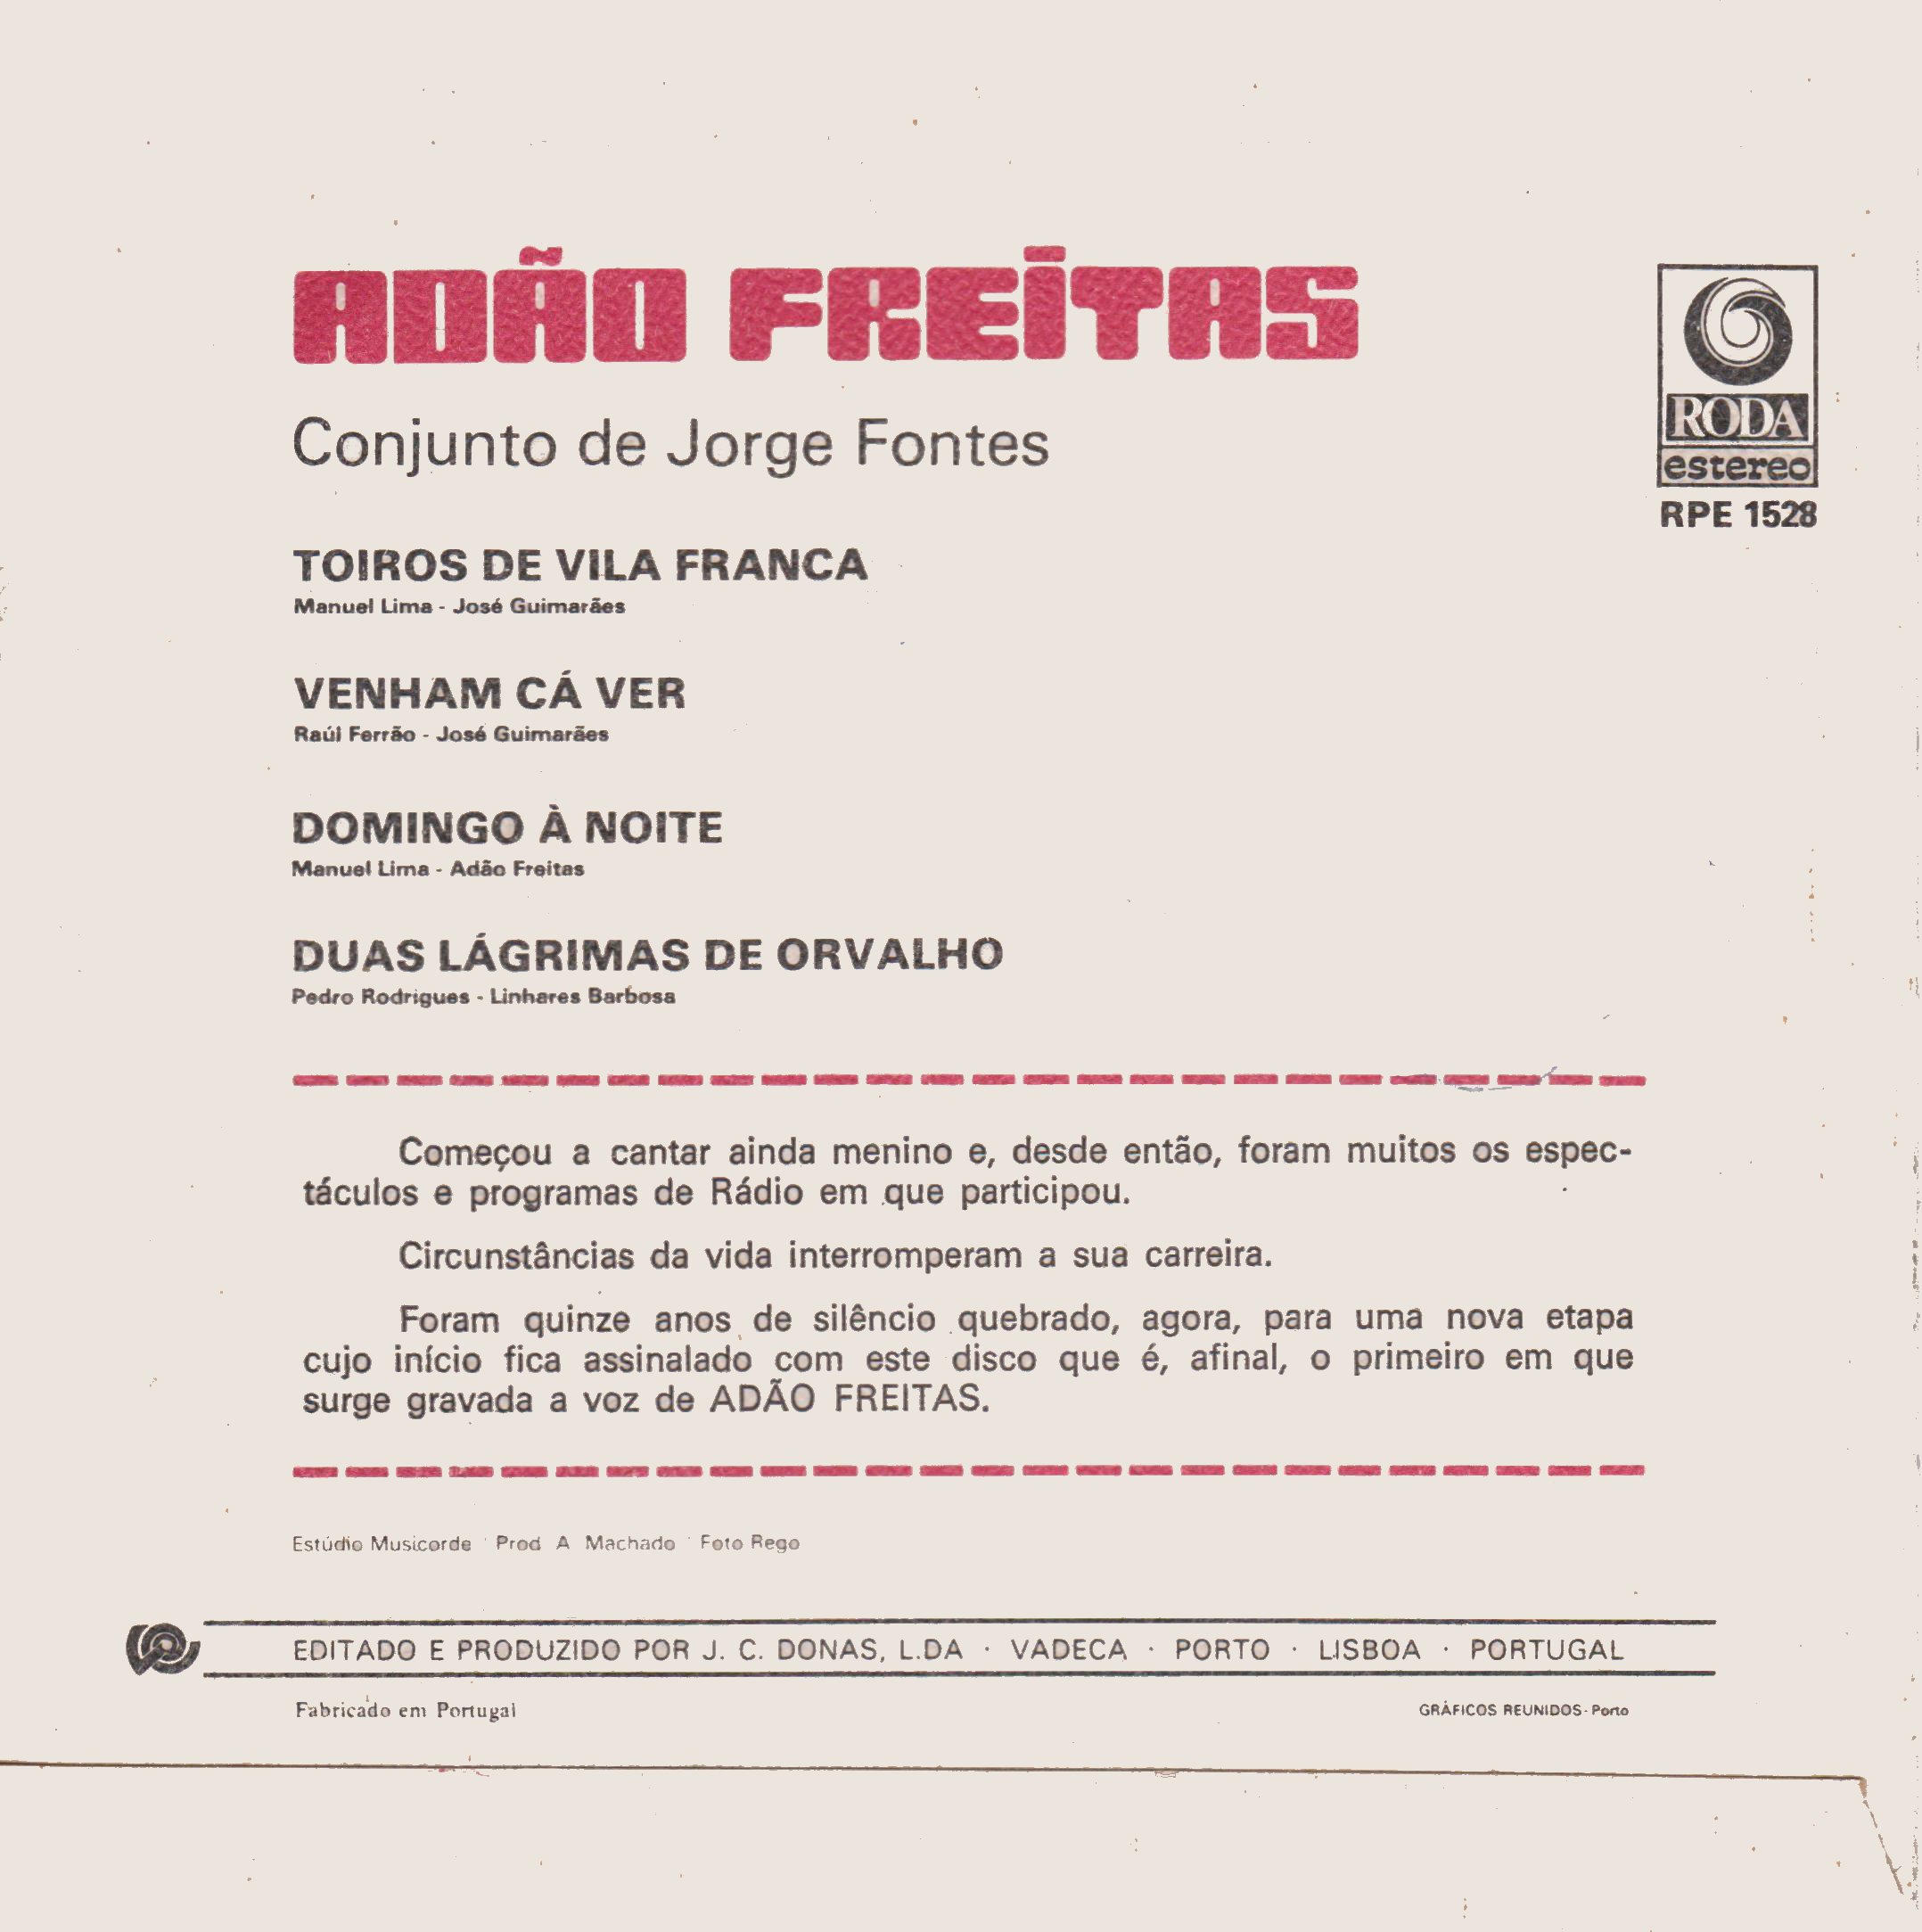 ADÃO FREITAS
Conjunto de Jorge Fontes
RODA
estereo
RPE 1528
TOIROS DE VILA FRANCA
Manuel Lima - José Guimarães
VENHAM CÁ VER
Raúl Ferrão - José Guimarães
DOMINGO À NOITE
Manuel Lima - Adão Freitas
DUAS LÁGRIMAS DE ORVALHO
Pedro Rodrigues - Linhares Barbosa
Começou a cantar ainda menino e, desde então, foram muitos os espec-
táculos e programas de Rádio em que participou.
Circunstâncias da vida interromperam a sua carreira.
Foram quinze anos de silêncio quebrado, agora, para uma nova etapa
cujo início fica assinalado com este disco que é, afinal, o primeiro em que
surge gravada a voz de ADÃO FREITAS.
Estúdio Musicorde · Prod A Machado · Foto Rego
EDITADO E PRODUZIDO POR J. C. DONAS, L.DA · VADECA · PORTO · LISBOA · PORTUGAL
Fabricado em Portugal
GRÁFICOS REUNIDOS - Porto